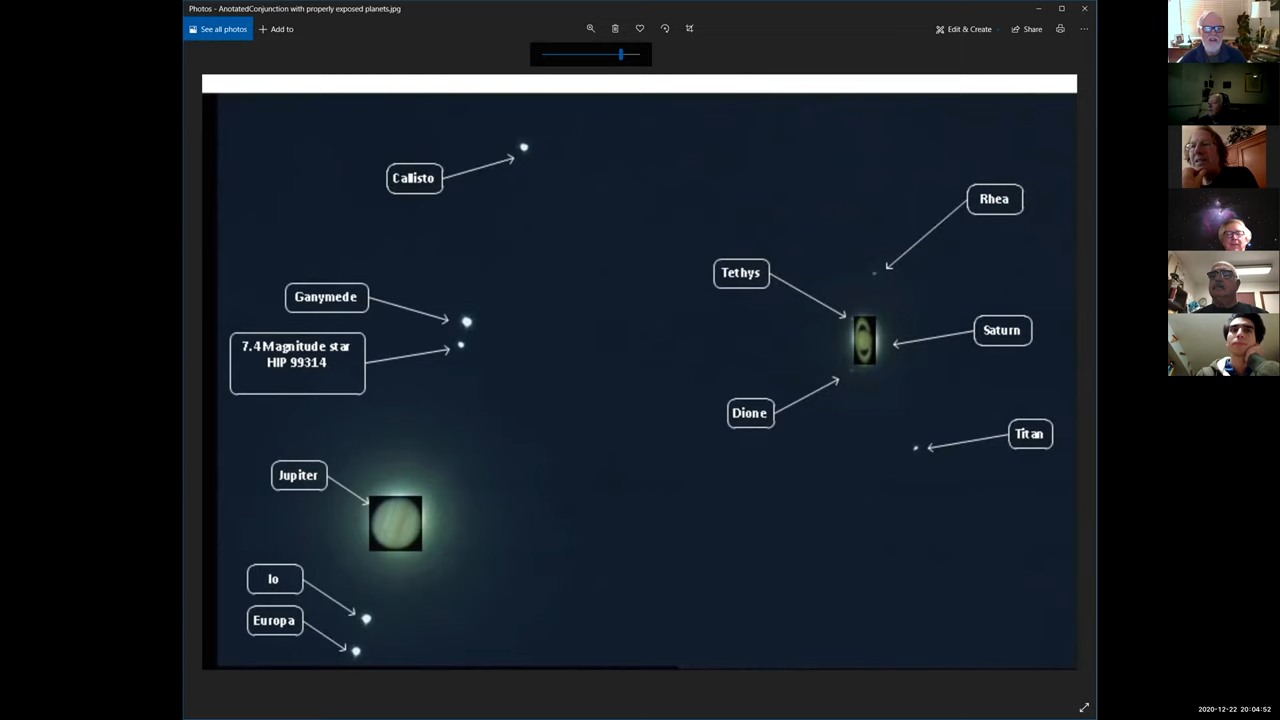 Photos - AnotatedConjunction with properly exposed planets.jpg
See all photos
Add to
Edit & Create
Share
Callisto
Rhea
Tethys
Ganymede
Saturn
7.4 Magnitude star
HIP 99314
Dione
Titan
Jupiter
Io
Europa
2020-12-22 20:04:52